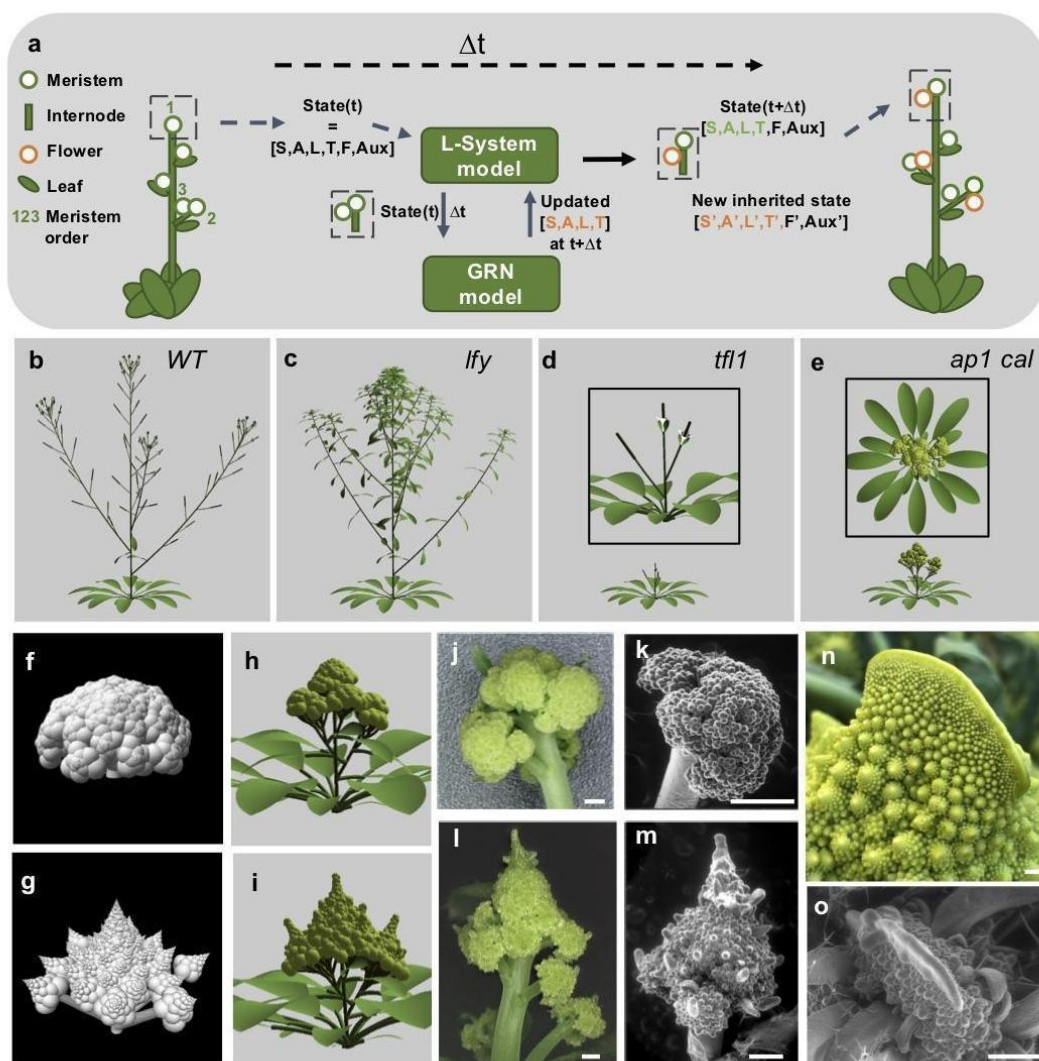 a
Δt
Meristem
Internode
Flower
Leaf
123 Meristem
order
1
3
2
State(t)
=
[S,A,L,T,F,Aux]
L-System
model
State(t)
Δt
Updated
[S,A,L,T]
at t+Δt
GRN
model
State(t+Δt)
[S,A,L,T,F,Aux]
New inherited state
[S',A',L',T',F',Aux']
b WT
c lfy
d tfl1
e ap1 cal
f
h
j
k
n
g
i
l
m
o